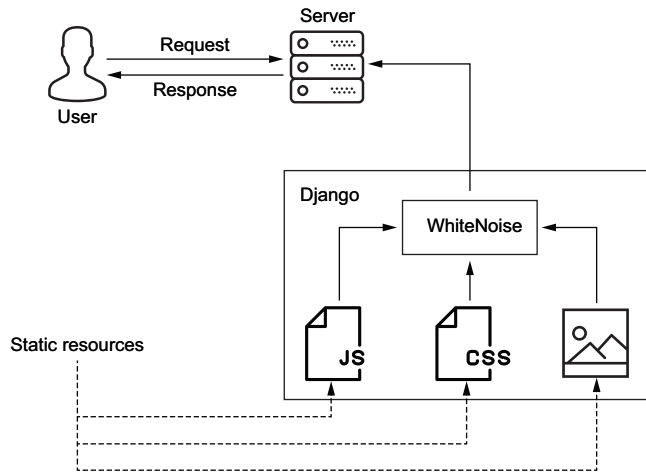 Server
Request
Response
User
Django
WhiteNoise
JS
CSS
Static resources